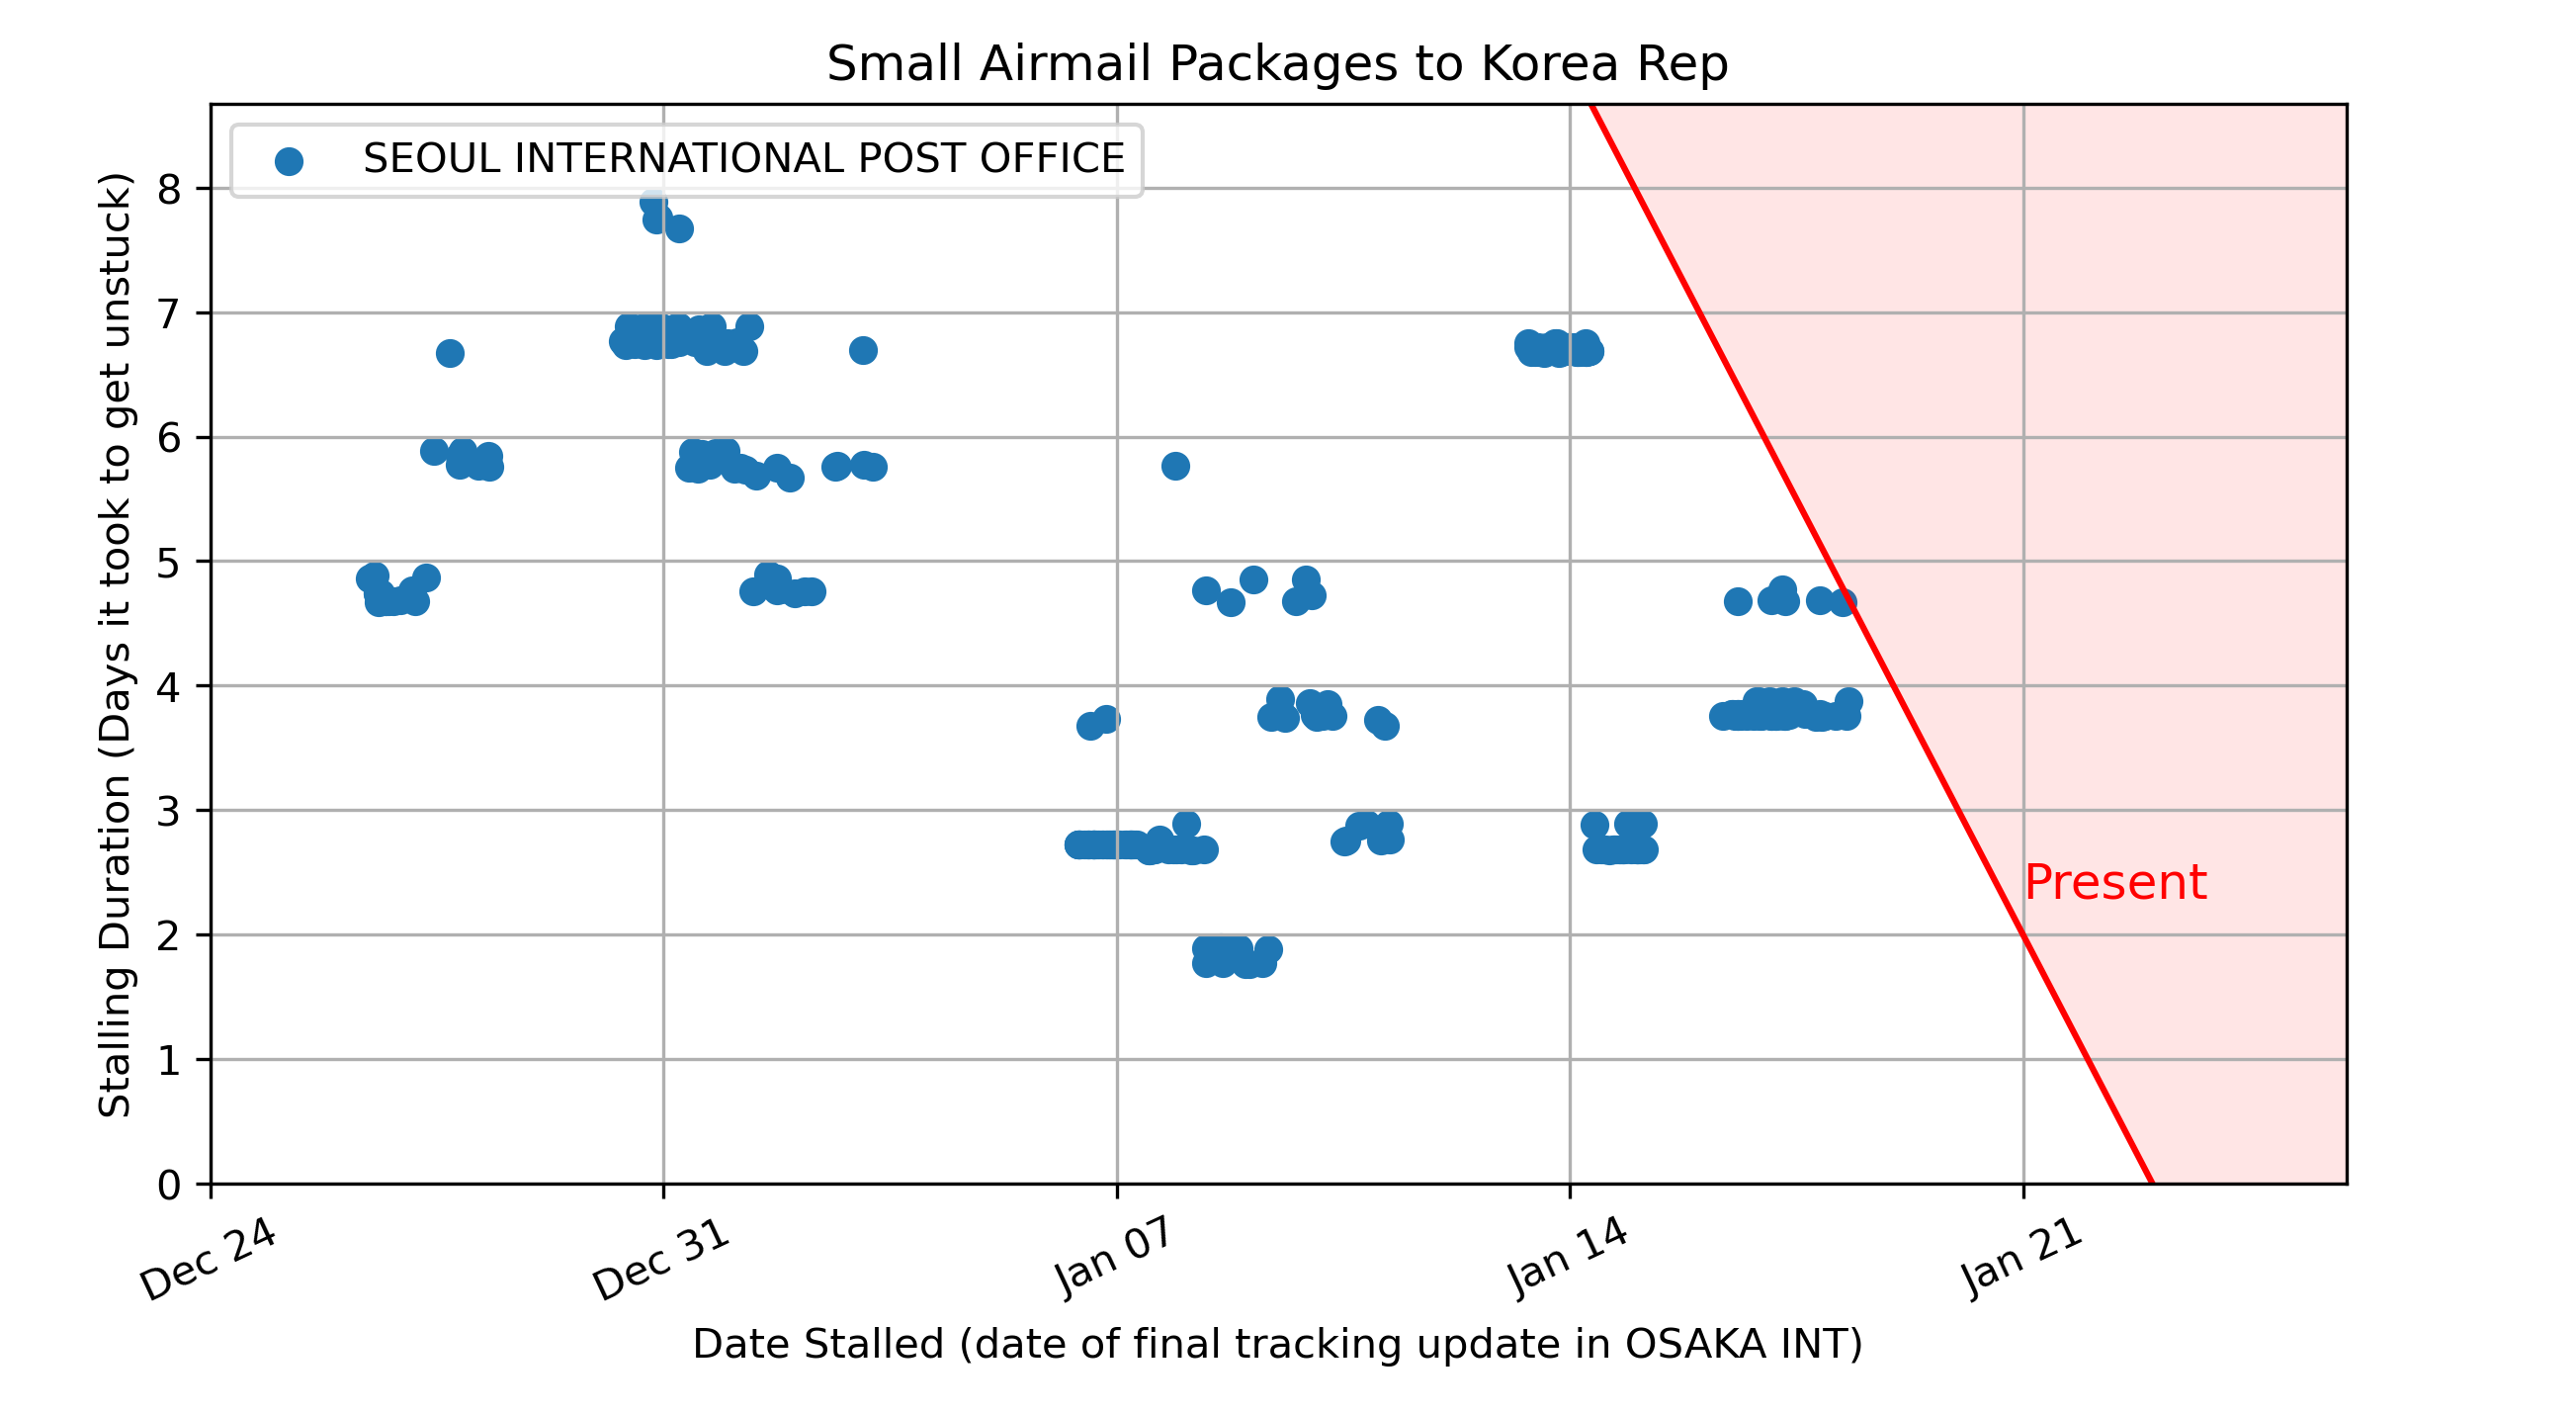 Small Airmail Packages to Korea Rep
SEOUL INTERNATIONAL POST OFFICE
Stalling Duration (Days it took to get unstuck)
8
7
6
5
4
3
2
1
0
Present
Dec 24
Dec 31
Jan 07
Jan 14
Jan 21
Date Stalled (date of final tracking update in OSAKA INT)